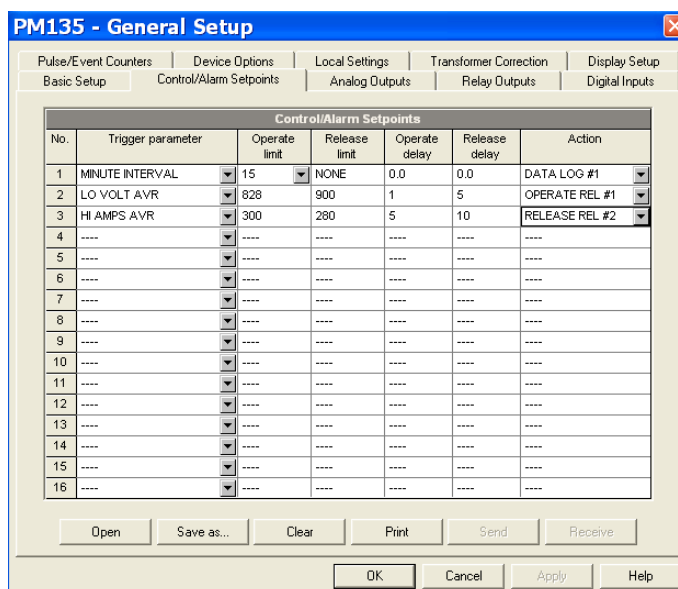 PM135 - General Setup
Pulse/Event Counters Device Options Local Settings Transformer Correction Display Setup
Basic Setup Control/Alarm Setpoints Analog Outputs Relay Outputs Digital Inputs
Control/Alarm Setpoints
No. Trigger parameter Operate limit Release limit Operate delay Release delay Action
1 MINUTE INTERVAL 15 NONE 0.0 0.0 DATA LOG #1
2 LO VOLT AVR 828 900 1 5 OPERATE REL #1
3 HI AMPS AVR 300 280 5 10 RELEASE REL #2
4 ---- ---- ---- ---- ---- ----
5 ---- ---- ---- ---- ---- ----
6 ---- ---- ---- ---- ---- ----
7 ---- ---- ---- ---- ---- ----
8 ---- ---- ---- ---- ---- ----
9 ---- ---- ---- ---- ---- ----
10 ---- ---- ---- ---- ---- ----
11 ---- ---- ---- ---- ---- ----
12 ---- ---- ---- ---- ---- ----
13 ---- ---- ---- ---- ---- ----
14 ---- ---- ---- ---- ---- ----
15 ---- ---- ---- ---- ---- ----
16 ---- ---- ---- ---- ---- ----
Open Save as... Clear Print Send Receive
OK Cancel Apply Help